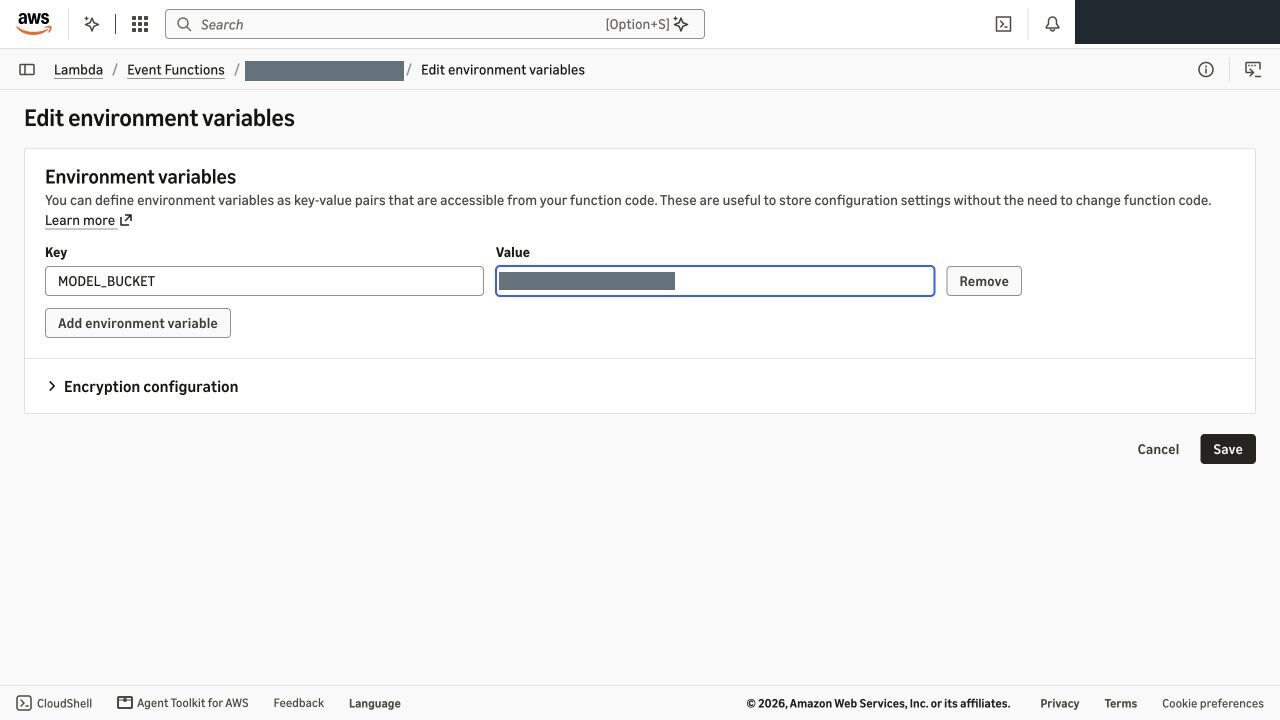 aws
Search [Option+S]
Lambda / Event Functions / / Edit environment variables
Edit environment variables
Environment variables
You can define environment variables as key-value pairs that are accessible from your function code. These are useful to store configuration settings without the need to change function code.
Learn more
Key Value
MODEL_BUCKET Remove
Add environment variable
Encryption configuration
Cancel Save
CloudShell Agent Toolkit for AWS Feedback Language © 2026, Amazon Web Services, Inc. or its affiliates. Privacy Terms Cookie preferences